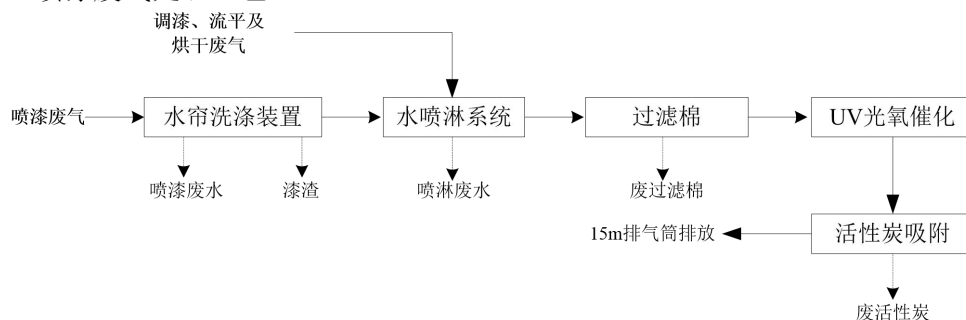 调漆、流平及
烘干废气
喷漆废气
水帘洗涤装置
水喷淋系统
过滤棉
UV光氧催化
喷漆废水
漆渣
喷淋废水
废过滤棉
15m排气筒排放
活性炭吸附
废活性炭